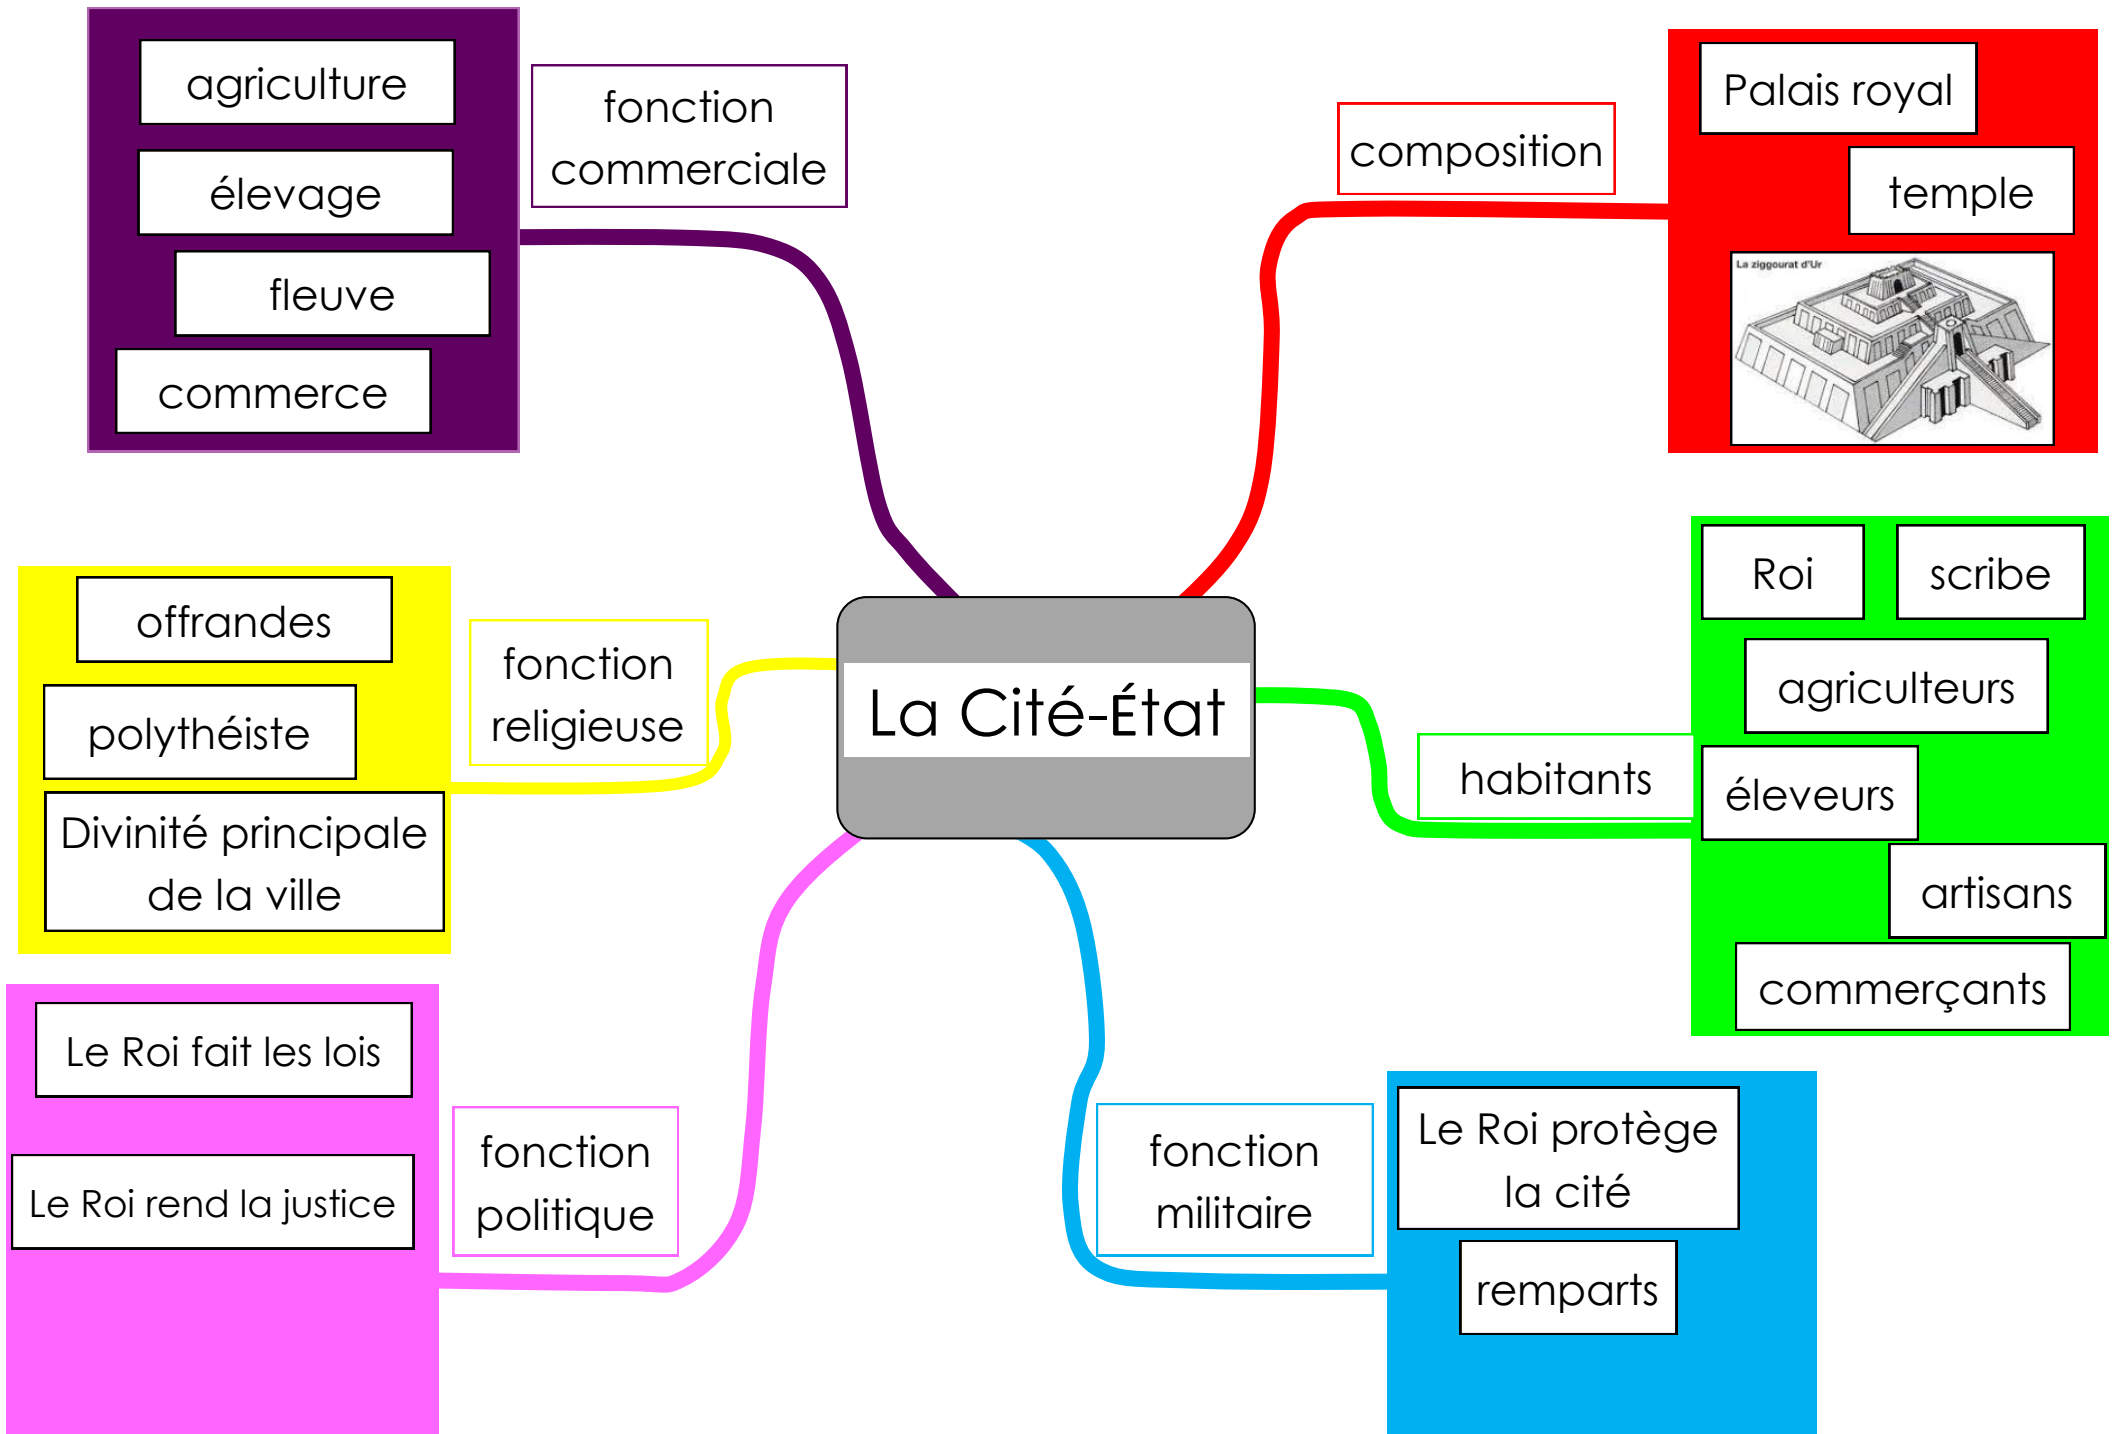 agriculture
élevage
fleuve
commerce
fonction
commerciale
composition
Palais royal
temple
La ziggourat d'Ur
offrandes
polythéiste
Divinité principale
de la ville
fonction
religieuse
La Cité-État
habitants
Roi
scribe
agriculteurs
éleveurs
artisans
commerçants
Le Roi fait les lois
Le Roi rend la justice
fonction
politique
fonction
militaire
Le Roi protège
la cité
remparts